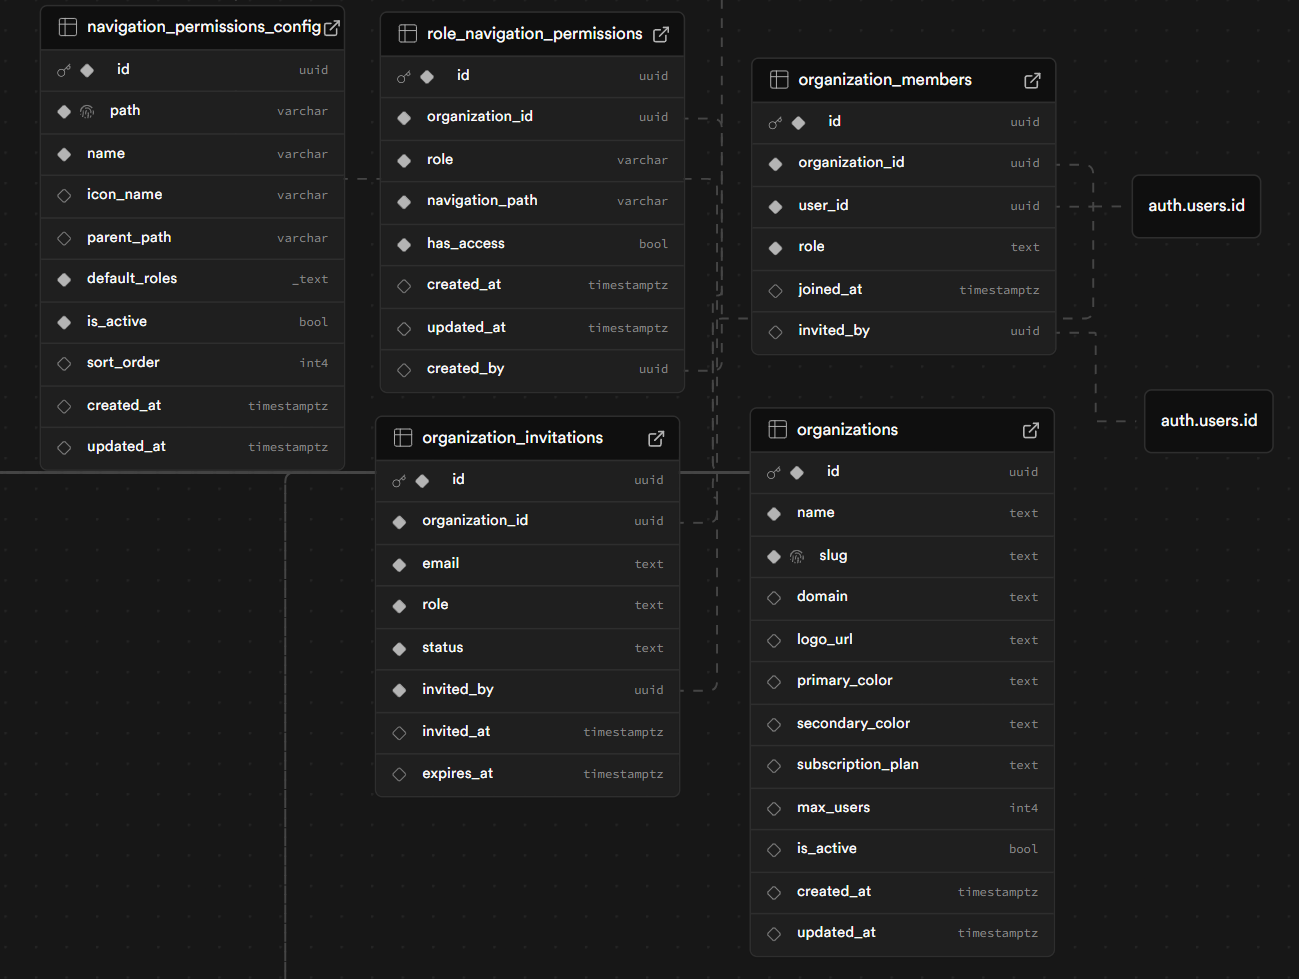 navigation_permissions_config
id uuid
path varchar
name varchar
icon_name varchar
parent_path varchar
default_roles _text
is_active bool
sort_order int4
created_at timestamptz
updated_at timestamptz
role_navigation_permissions
id uuid
organization_id uuid
role varchar
navigation_path varchar
has_access bool
created_at timestamptz
updated_at timestamptz
created_by uuid
organization_members
id uuid
organization_id uuid
user_id uuid
role text
joined_at timestamptz
invited_by uuid
auth.users.id
auth.users.id
organization_invitations
id uuid
organization_id uuid
email text
role text
status text
invited_by uuid
invited_at timestamptz
expires_at timestamptz
organizations
id uuid
name text
slug text
domain text
logo_url text
primary_color text
secondary_color text
subscription_plan text
max_users int4
is_active bool
created_at timestamptz
updated_at timestamptz